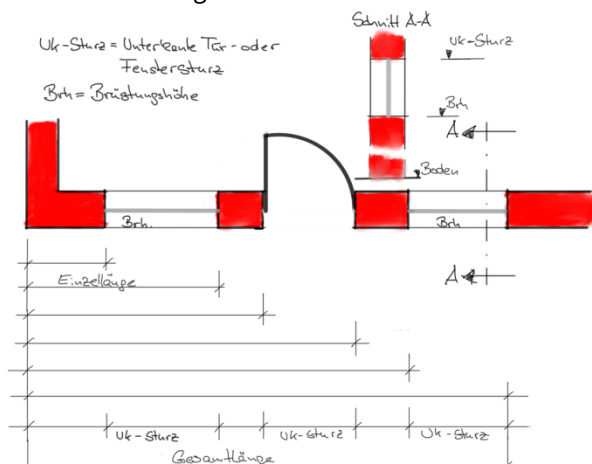 Uk-Sturz = Unterkante Tür- oder
Fenstersturz
Brh = Brüstungshöhe
Schnitt A-A
Uk-Sturz
Brh
A
Boden
Brh.
Brh
A
Einzellänge
Uk-Sturz
Uk-Sturz
Uk-Sturz
Gesamtlänge